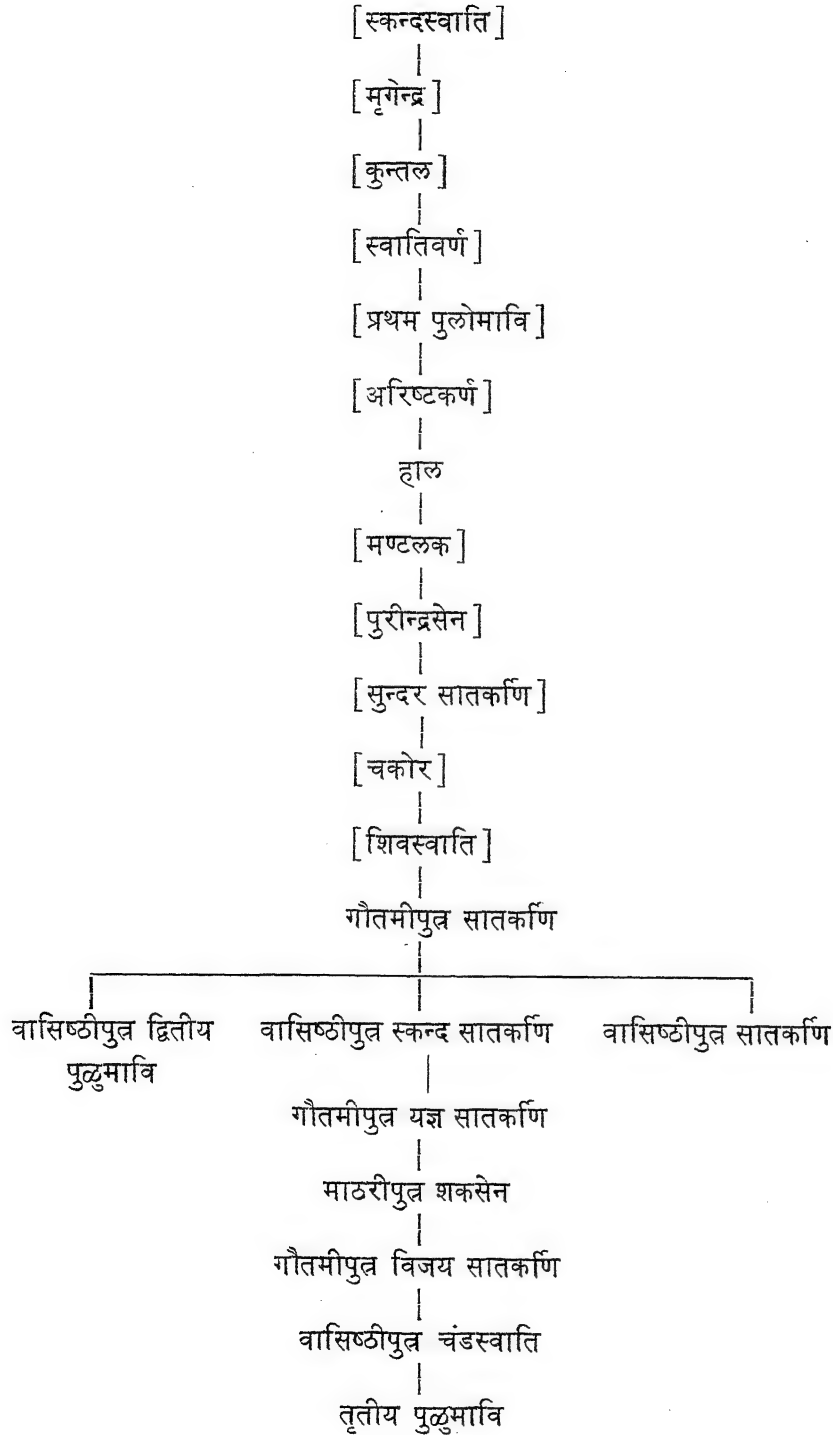 [स्कन्दस्वाति]
[मृगेन्द्र]
[कुन्तल]
[स्वातिवर्ण]
[प्रथम पुलोमावि]
[अरिष्टकर्ण]
हाल
[मण्टलक]
[पुरीन्द्रसेन]
[सुन्दर सातकर्णि]
[चकोर]
[शिवस्वाति]
गौतमीपुत्र सातकर्णि
वासिष्ठीपुत्र द्वितीय पुळुमावि
वासिष्ठीपुत्र स्कन्द सातकर्णि
वासिष्ठीपुत्र सातकर्णि
गौतमीपुत्र यज्ञ सातकर्णि
माठरीपुत्र शकसेन
गौतमीपुत्र विजय सातकर्णि
वासिष्ठीपुत्र चंडस्वाति
तृतीय पुळुमावि